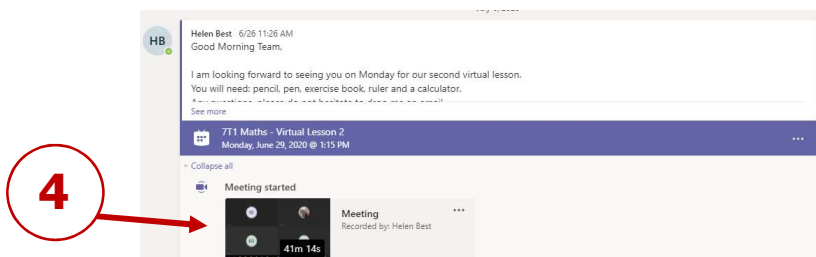 HB
Helen Best 6/26 11:26 AM
Good Morning Team,
I am looking forward to seeing you on Monday for our second virtual lesson.
You will need: pencil, pen, exercise book, ruler and a calculator.
See more
7T1 Maths - Virtual Lesson 2
Monday, June 29, 2020 @ 1:15 PM
Collapse all
Meeting started
4
Meeting
Recorded by: Helen Best
41m 14s